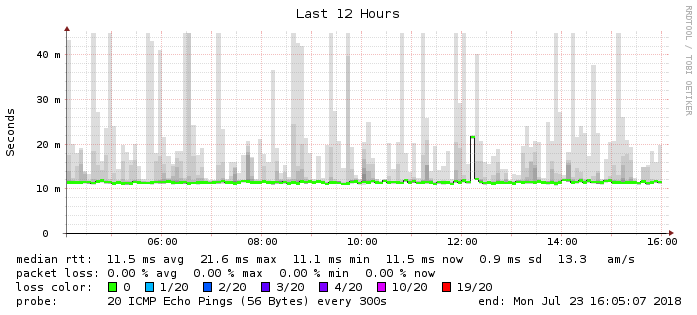 Last 12 Hours
RRDTOOL / TOBI OETIKER
Seconds
40 m
30 m
20 m
10 m
0
06:00 08:00 10:00 12:00 14:00 16:00
median rtt: 11.5 ms avg 21.6 ms max 11.1 ms min 11.5 ms now 0.9 ms sd 13.3 am/s
packet loss: 0.00 % avg 0.00 % max 0.00 % min 0.00 % now
loss color: 0 1/20 2/20 3/20 4/20 10/20 19/20
probe: 20 ICMP Echo Pings (56 Bytes) every 300s end: Mon Jul 23 16:05:07 2018